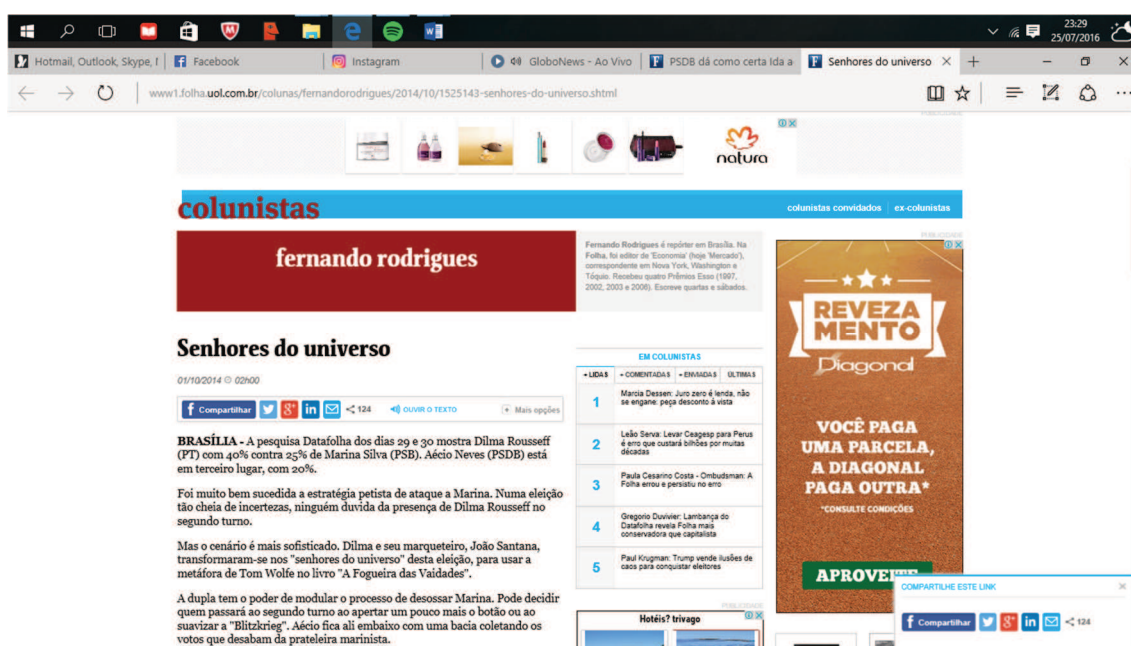 23:29
25/07/2016
Hotmail, Outlook, Skype, I
Facebook
Instagram
GloboNews - Ao Vivo
PSDB dá como certa Ida a
Senhores do universo
www1.folha.uol.com.br/colunas/fernandorodrigues/2014/10/1525143-senhores-do-universo.shtml
PUBLICIDADE
natura
colunistas
colunistas convidados
ex-colunistas
PUBLICIDADE
fernando rodrigues
Fernando Rodrigues é repórter em Brasília. Na
Folha, foi editor de 'Economia' (hoje 'Mercado'),
correspondente em Nova York, Washington e
Tóquio. Recebeu quatro Prêmios Esso (1997,
2002, 2003 e 2006). Escreve quartas e sábados.
Senhores do universo
01/10/2014 02h00
Compartilhar
124
OUVIR O TEXTO
+ Mais opções
BRASÍLIA - A pesquisa Datafolha dos dias 29 e 30 mostra Dilma Rousseff
(PT) com 40% contra 25% de Marina Silva (PSB). Aécio Neves (PSDB) está
em terceiro lugar, com 20%.
Foi muito bem sucedida a estratégia petista de ataque a Marina. Numa eleição
tão cheia de incertezas, ninguém duvida da presença de Dilma Rousseff no
segundo turno.
Mas o cenário é mais sofisticado. Dilma e seu marqueteiro, João Santana,
transformaram-se nos "senhores do universo" desta eleição, para usar a
metáfora de Tom Wolfe no livro "A Fogueira das Vaidades".
A dupla tem o poder de modular o processo de desossar Marina. Pode decidir
quem passará ao segundo turno ao apertar um pouco mais o botão ou ao
suavizar a "Blitzkrieg". Aécio fica ali embaixo com uma bacia coletando os
votos que desabam da prateleira marinista.
EM COLUNISTAS
+ LIDAS
+ COMENTADAS
+ ENVIADAS
ÚLTIMAS
1
Marcia Dessen: Juro zero é lenda, não
se engane: peça desconto à vista
2
Leão Serva: Levar Ceagesp para Perus
é erro que custará bilhões por muitas
décadas
3
Paula Cesarino Costa - Ombudsman: A
Folha errou e persistiu no erro
4
Gregorio Duvivier: Lambança do
Datafolha revela Folha mais
conservadora que capitalista
5
Paul Krugman: Trump vende ilusões de
caos para conquistar eleitores
PUBLICIDADE
Hotéis? trivago
REVEZA
MENTO
Diagonal
VOCÊ PAGA
UMA PARCELA,
A DIAGONAL
PAGA OUTRA*
*CONSULTE CONDIÇÕES
APROVEITE
COMPARTILHE ESTE LINK
Compartilhar
124